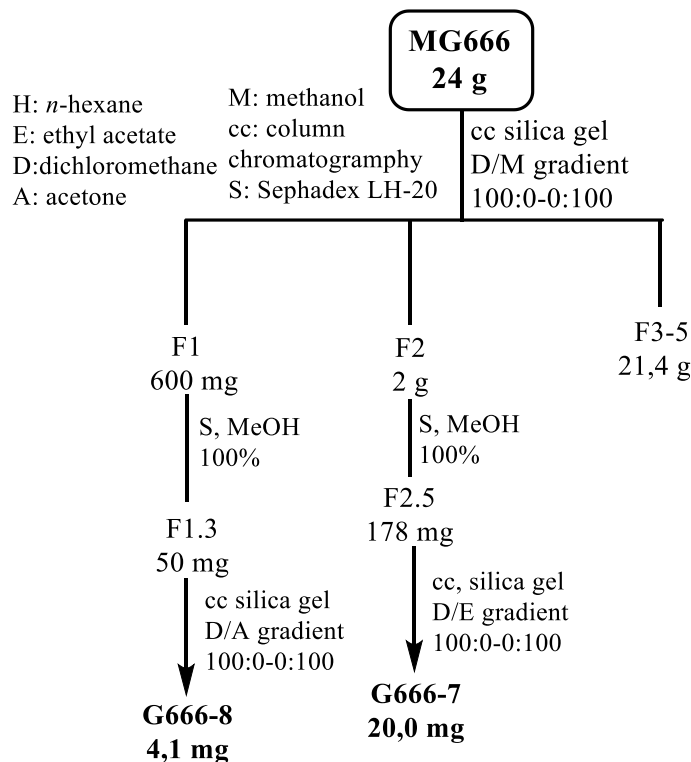 MG666
24 g
H: n-hexane
E: ethyl acetate
D:dichloromethane
A: acetone
M: methanol
cc: column
chromatogramphy
S: Sephadex LH-20
cc silica gel
D/M gradient
100:0-0:100
F1
600 mg
F2
2 g
F3-5
21,4 g
S, MeOH
100%
S, MeOH
100%
F1.3
50 mg
F2.5
178 mg
cc silica gel
D/A gradient
100:0-0:100
cc, silica gel
D/E gradient
100:0-0:100
G666-8
4,1 mg
G666-7
20,0 mg